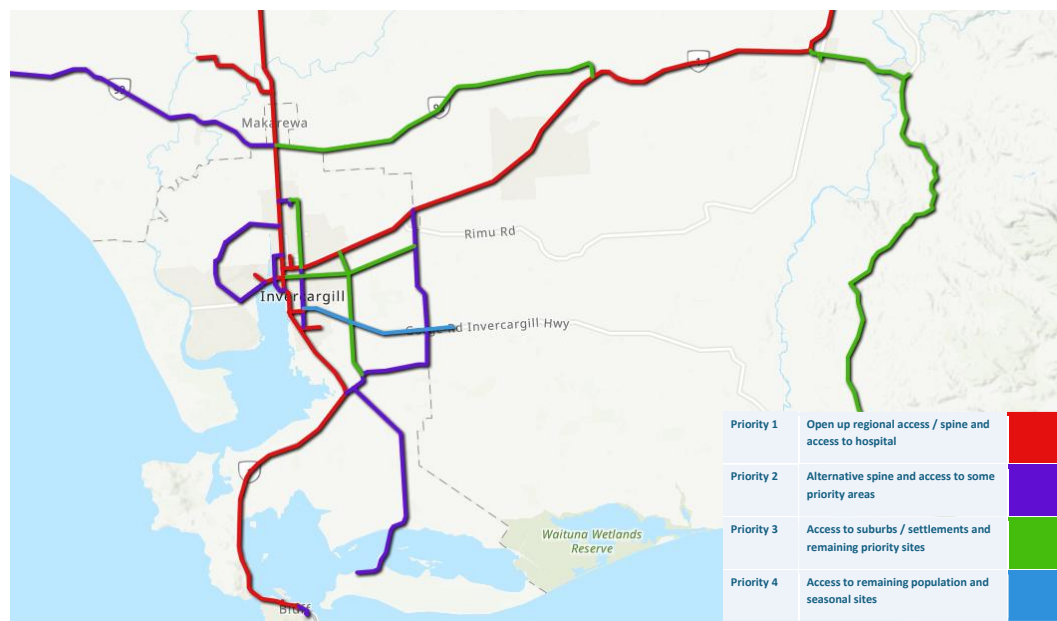 Makarewa
Rimu Rd
Invercargill
Rd Invercargill Hwy
Waituna Wetlands
Reserve
Bluff
Priority 1
Open up regional access / spine and
access to hospital
Priority 2
Alternative spine and access to some
priority areas
Priority 3
Access to suburbs / settlements and
remaining priority sites
Priority 4
Access to remaining population and
seasonal sites